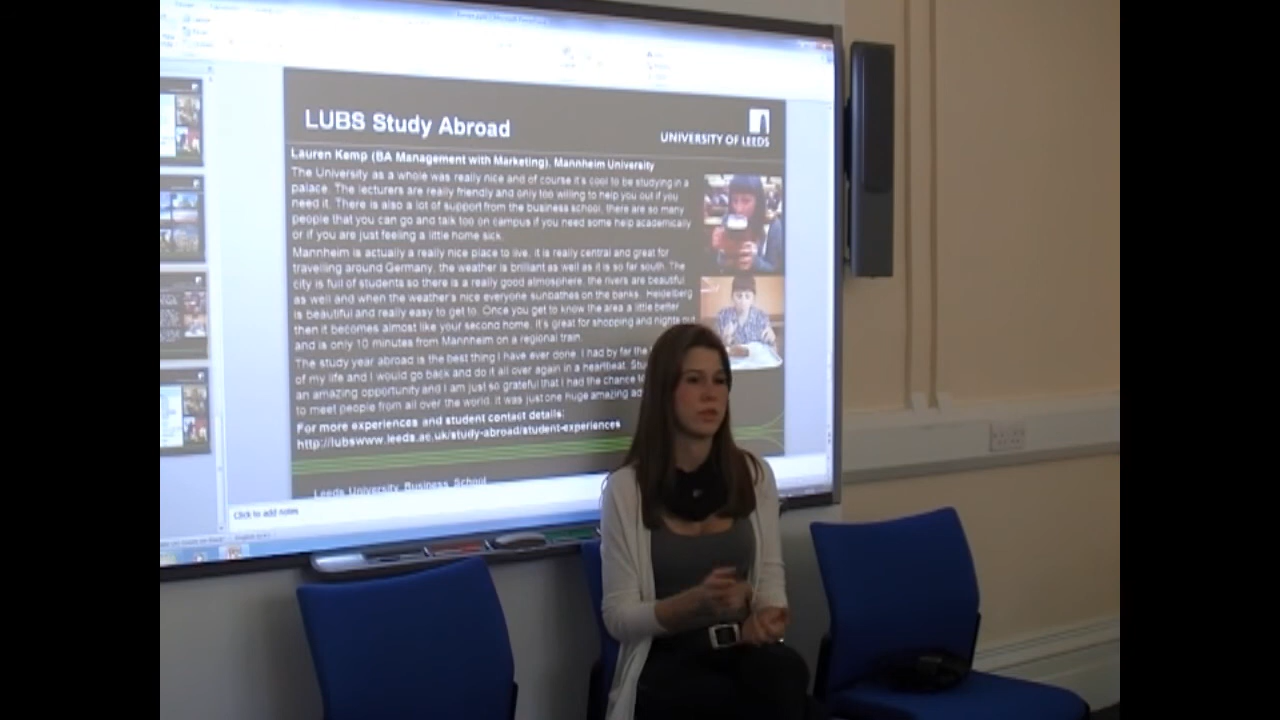 LUBS Study Abroad
UNIVERSITY OF LEEDS
Lauren Kemp (BA Management with Marketing), Mannheim University
The University as a whole was really nice and of course it's cool to be studying in a
palace. The lecturers are really friendly and only too willing to help you out if you
need it. There is also a lot of support from the business school, there are so many
people that you can go and talk too on campus if you need some help academically
or if you are just feeling a little home sick.
Mannheim is actually a really nice place to live, it is really central and great for
travelling around Germany, the weather is brilliant as well as it is so far south. The
city is full of students so there is a really good atmosphere, the rivers are beautiful
as well and when the weather's nice everyone sunbathes on the banks. Heidelberg
is beautiful and really easy to get to. Once you get to know the area a little better
then it becomes almost like your second home. It's great for shopping and nights out
and is only 10 minutes from Mannheim on a regional train.
The study year abroad is the best thing I have ever done. I had by far the
of my life and I would go back and do it all over again in a heartbeat.
an amazing opportunity and I am just so grateful that I had the chance
to meet people from all over the world. It was just one huge amazing
For more experiences and student contact details:
http://lubswww.leeds.ac.uk/study-abroad/student-experiences
Leeds University Business School
Click to add notes